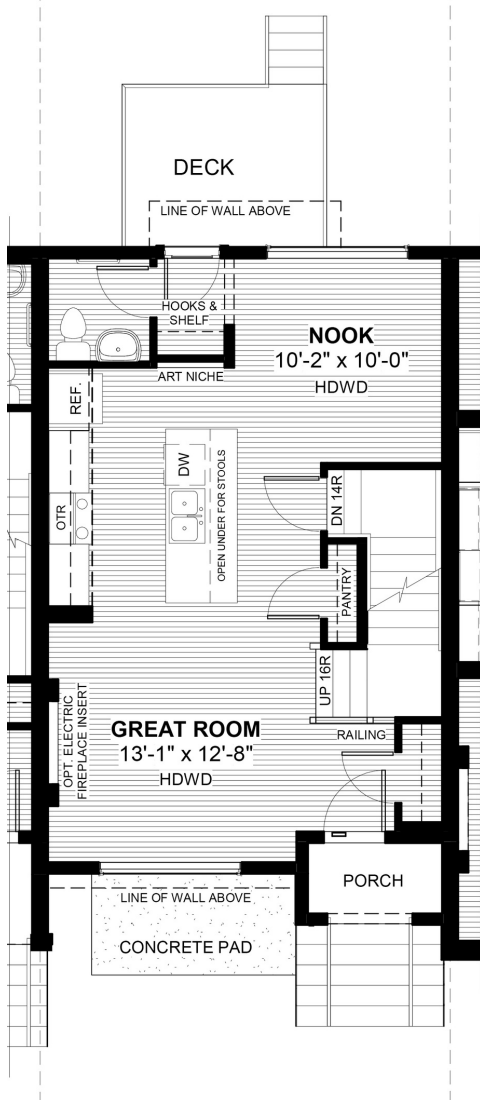 DECK
LINE OF WALL ABOVE
HOOKS &
SHELF
NOOK
10'-2" x 10'-0"
HDWD
ART NICHE
REF.
DW
OPEN UNDER FOR STOOLS
OTR
DN 14R
PANTRY
UP 16R
OPT. ELECTRIC
FIREPLACE INSERT
GREAT ROOM
13'-1" x 12'-8"
HDWD
RAILING
PORCH
LINE OF WALL ABOVE
CONCRETE PAD